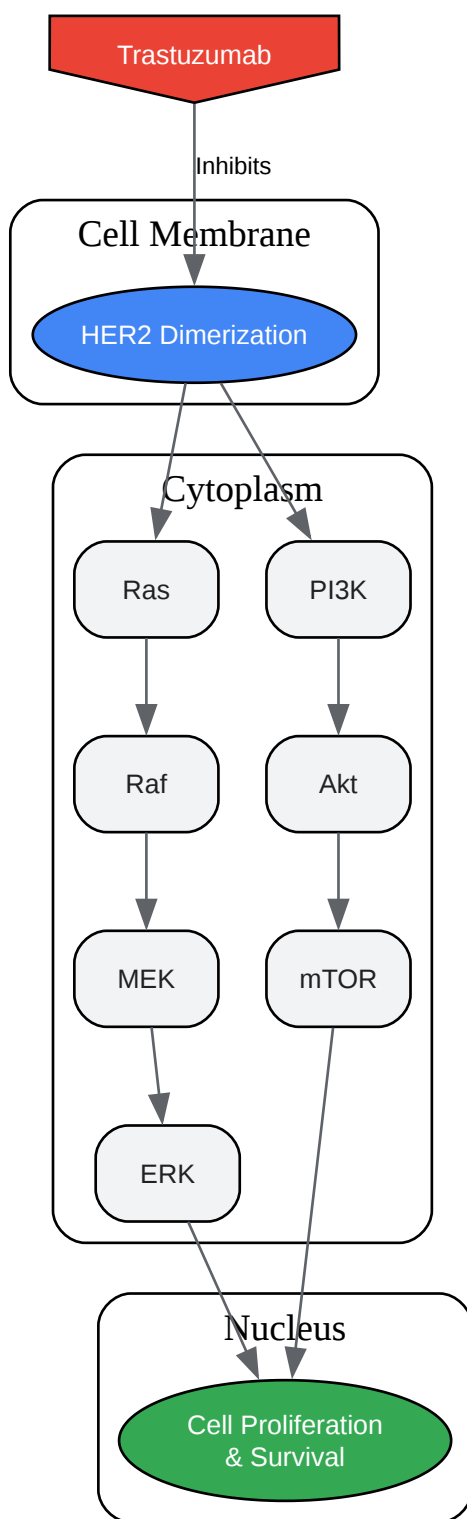 Trastuzumab
Inhibits
Cell Membrane
HER2 Dimerization
Cytoplasm
Ras
PI3K
Raf
Akt
MEK
mTOR
ERK
Nucleus
Cell Proliferation
& Survival